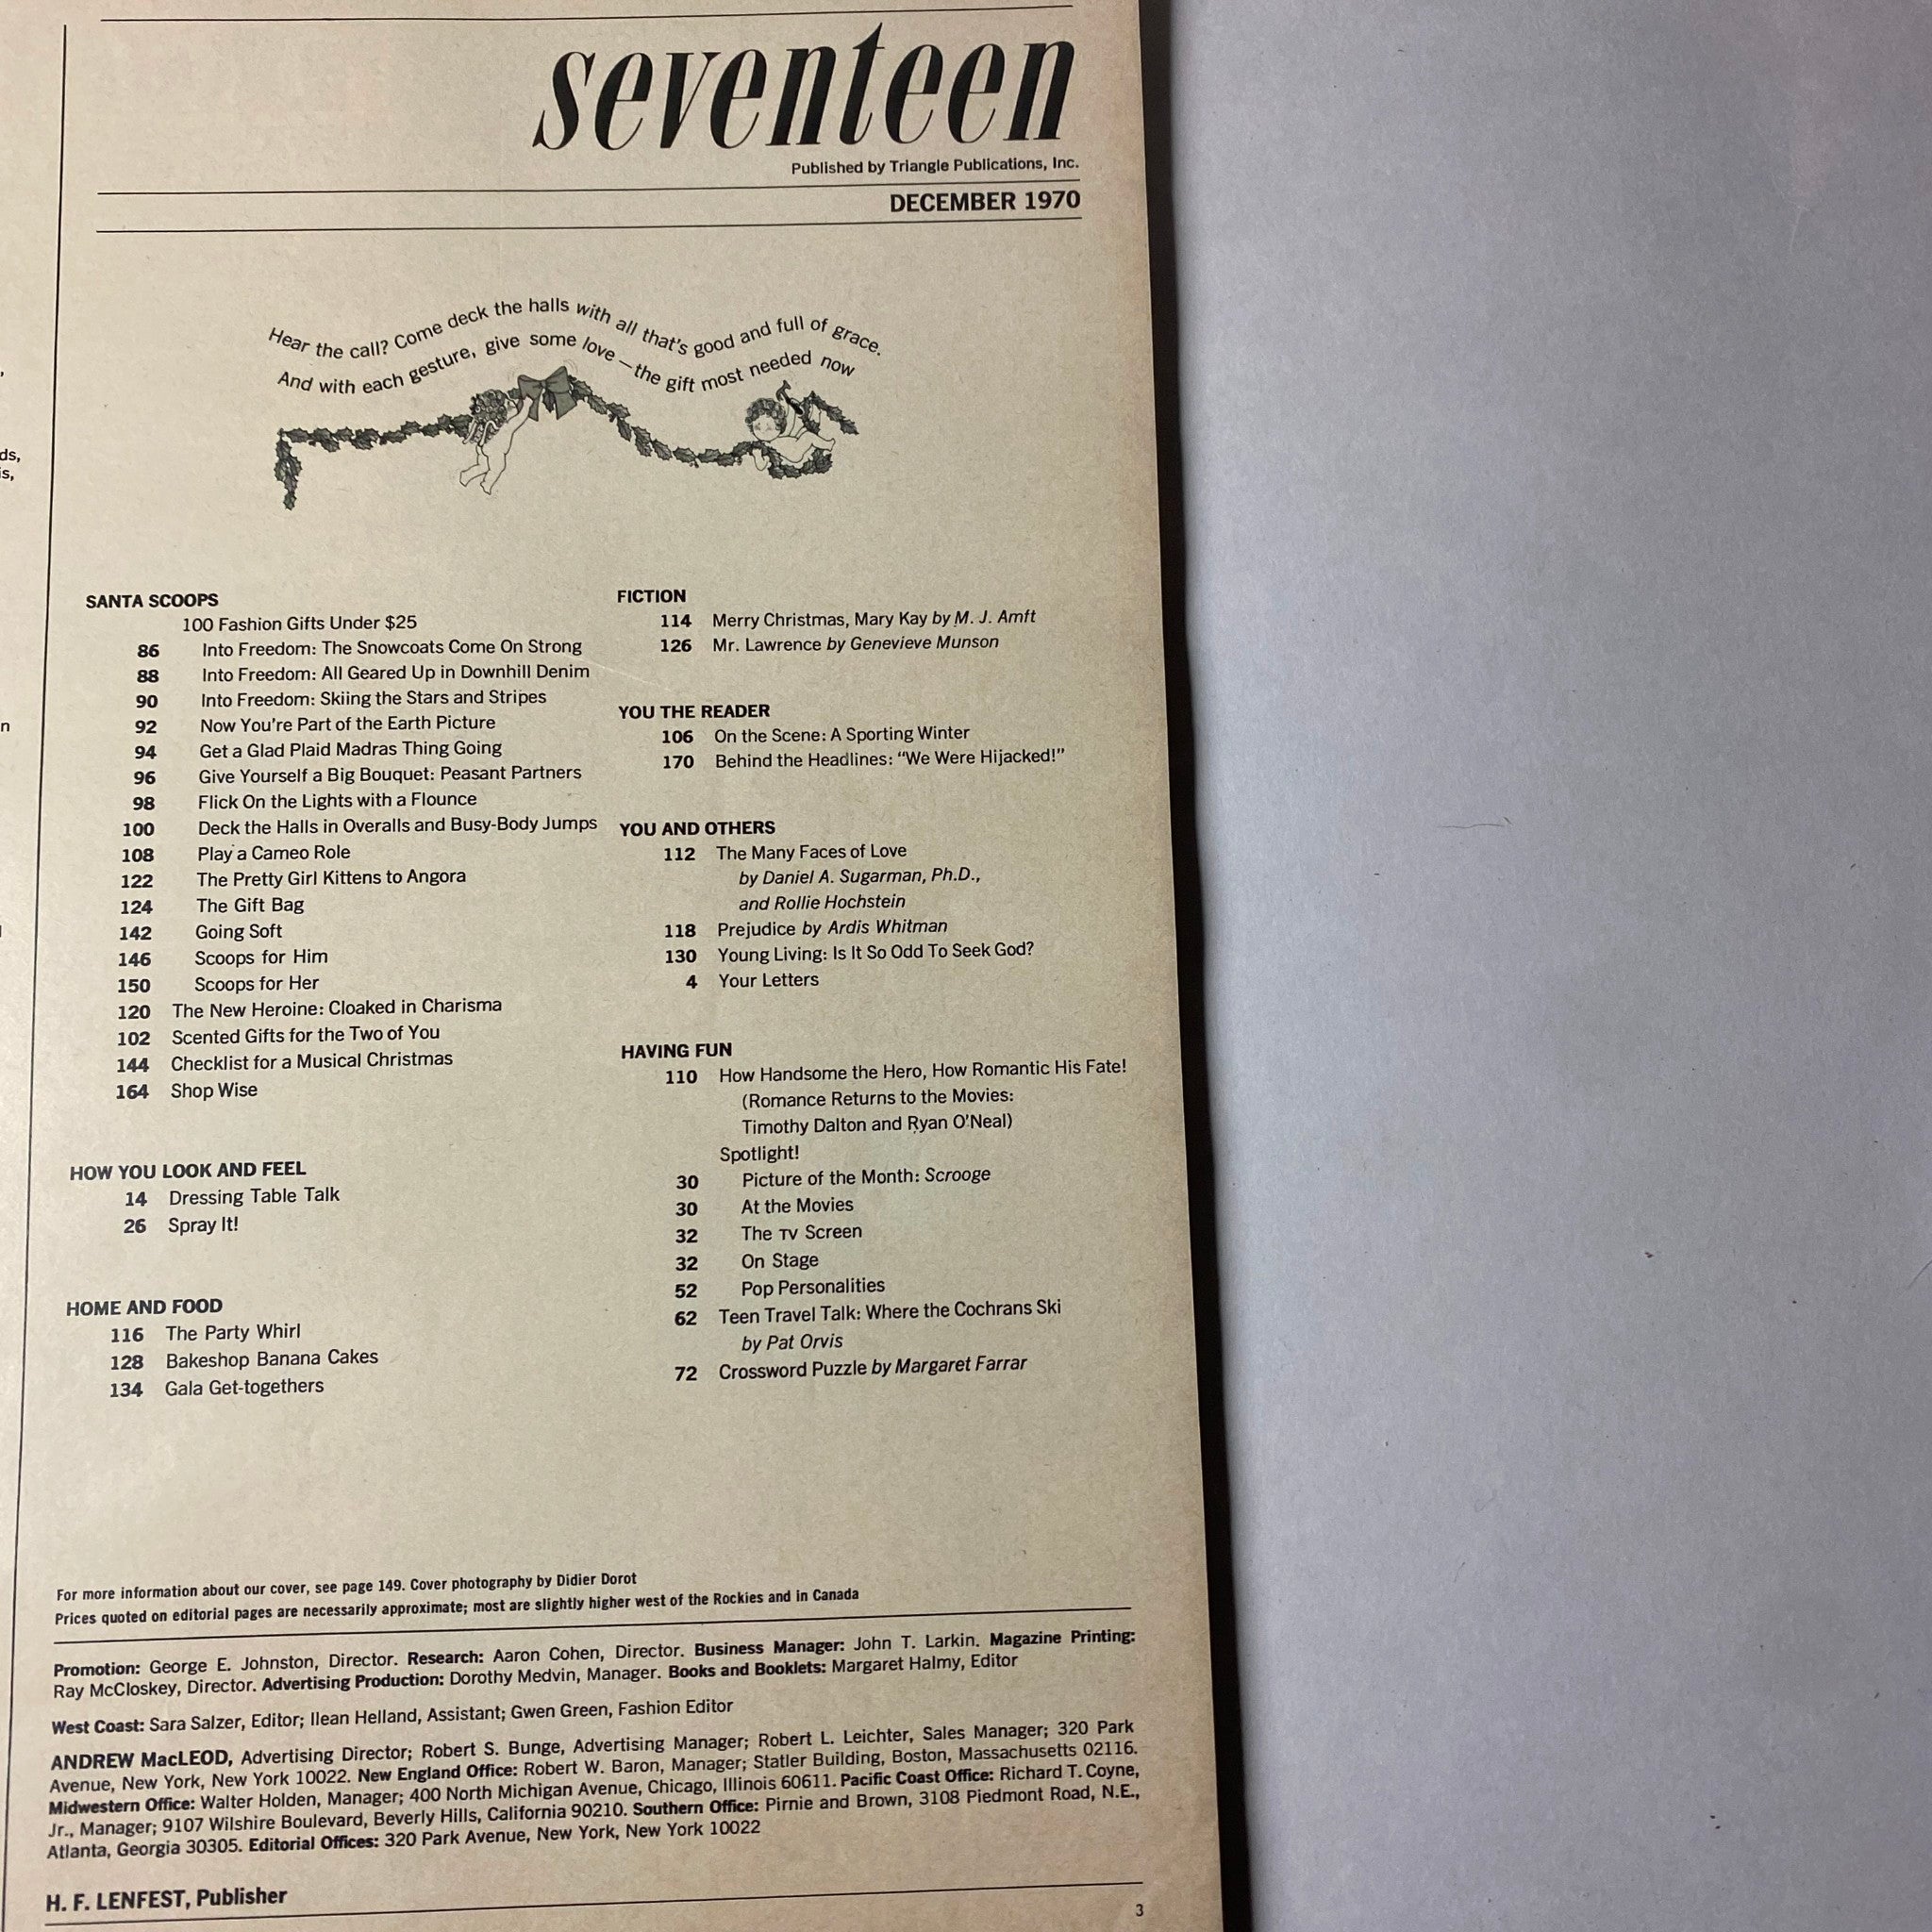 seventeen
Published by Triangle Publications, Inc.
DECEMBER 1970
Hear the call? Come deck the halls with all that's good and full of grace.
And with each gesture, give some love—the gift most needed now
SANTA SCOOPS
100 Fashion Gifts Under $25
86 Into Freedom: The Snowcoats Come On Strong
88 Into Freedom: All Geared Up in Downhill Denim
90 Into Freedom: Skiing the Stars and Stripes
92 Now You're Part of the Earth Picture
94 Get a Glad Plaid Madras Thing Going
96 Give Yourself a Big Bouquet: Peasant Partners
98 Flick On the Lights with a Flounce
100 Deck the Halls in Overalls and Busy-Body Jumps
108 Play a Cameo Role
122 The Pretty Girl Kittens to Angora
124 The Gift Bag
142 Going Soft
146 Scoops for Him
150 Scoops for Her
120 The New Heroine: Cloaked in Charisma
102 Scented Gifts for the Two of You
144 Checklist for a Musical Christmas
164 Shop Wise
HOW YOU LOOK AND FEEL
14 Dressing Table Talk
26 Spray It!
HOME AND FOOD
116 The Party Whirl
128 Bakeshop Banana Cakes
134 Gala Get-togethers
FICTION
114 Merry Christmas, Mary Kay by M. J. Amft
126 Mr. Lawrence by Genevieve Munson
YOU THE READER
106 On the Scene: A Sporting Winter
170 Behind the Headlines: "We Were Hijacked!"
YOU AND OTHERS
112 The Many Faces of Love
by Daniel A. Sugarman, Ph.D.,
and Rollie Hochstein
118 Prejudice by Ardis Whitman
130 Young Living: Is It So Odd To Seek God?
4 Your Letters
HAVING FUN
110 How Handsome the Hero, How Romantic His Fate!
(Romance Returns to the Movies:
Timothy Dalton and Ryan O'Neal)
Spotlight!
30 Picture of the Month: Scrooge
30 At the Movies
32 The TV Screen
32 On Stage
52 Pop Personalities
62 Teen Travel Talk: Where the Cochrans Ski
by Pat Orvis
72 Crossword Puzzle by Margaret Farrar
For more information about our cover, see page 149. Cover photography by Didier Dorot
Prices quoted on editorial pages are necessarily approximate; most are slightly higher west of the Rockies and in Canada
Promotion: George E. Johnston, Director. Research: Aaron Cohen, Director. Business Manager: John T. Larkin. Magazine Printing:
Ray McCloskey, Director. Advertising Production: Dorothy Medvin, Manager. Books and Booklets: Margaret Halmy, Editor
West Coast: Sara Salzer, Editor; Ilean Helland, Assistant; Gwen Green, Fashion Editor
ANDREW MacLEOD, Advertising Director; Robert S. Bunge, Advertising Manager; Robert L. Leichter, Sales Manager; 320 Park
Avenue, New York, New York 10022. New England Office: Robert W. Baron, Manager; Statler Building, Boston, Massachusetts 02116.
Midwestern Office: Walter Holden, Manager; 400 North Michigan Avenue, Chicago, Illinois 60611. Pacific Coast Office: Richard T. Coyne,
Jr., Manager; 9107 Wilshire Boulevard, Beverly Hills, California 90210. Southern Office: Pirnie and Brown, 3108 Piedmont Road, N.E.,
Atlanta, Georgia 30305. Editorial Offices: 320 Park Avenue, New York, New York 10022
H. F. LENFEST, Publisher
3